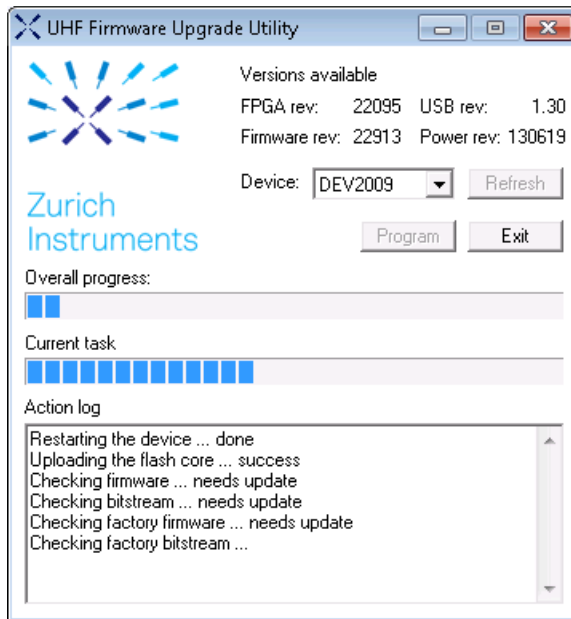 UHF Firmware Upgrade Utility
Versions available
FPGA rev: 22095 USB rev: 1.30
Firmware rev: 22913 Power rev: 130619
Device: DEV2009 Refresh
Zurich
Instruments
Program Exit
Overall progress:
Current task
Action log
Restarting the device ... done
Uploading the flash core ... success
Checking firmware ... needs update
Checking bitstream ... needs update
Checking factory firmware ... needs update
Checking factory bitstream ...